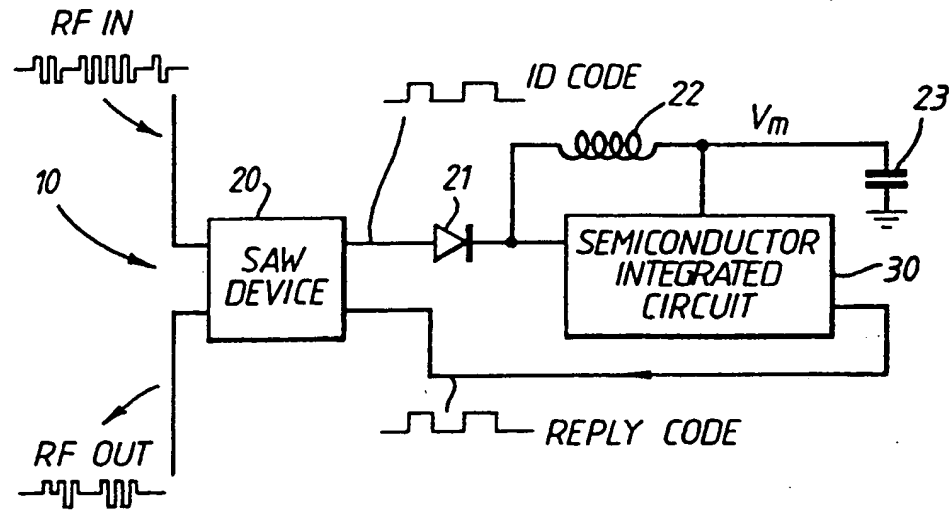 RF IN
ID CODE
22
Vm
23
10
20
21
SAW
DEVICE
SEMICONDUCTOR
INTEGRATED
CIRCUIT
30
RF OUT
REPLY CODE